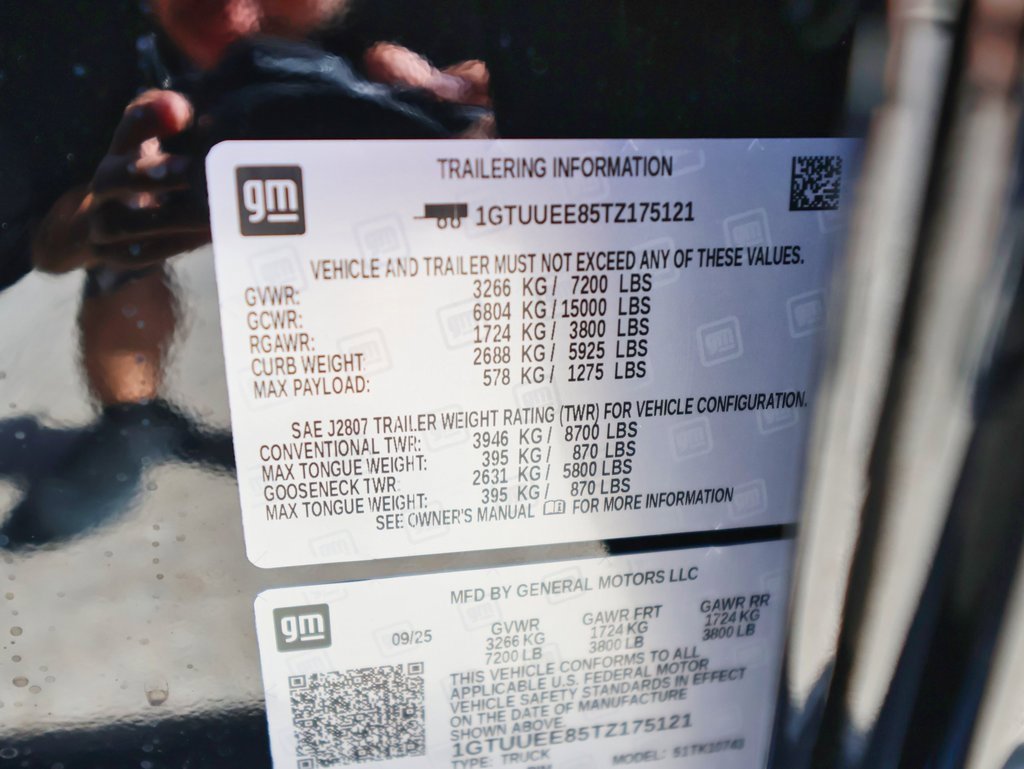 gm
TRAILERING INFORMATION
1GTUUEE85TZ175121
VEHICLE AND TRAILER MUST NOT EXCEED ANY OF THESE VALUES.
GVWR: 3266 KG/ 7200 LBS
GCWR: 6804 KG/ 15000 LBS
RGAWR: 1724 KG/ 3800 LBS
CURB WEIGHT: 2688 KG/ 5925 LBS
MAX PAYLOAD: 578 KG/ 1275 LBS
SAE J2807 TRAILER WEIGHT RATING (TWR) FOR VEHICLE CONFIGURATION.
CONVENTIONAL TWR: 3946 KG/ 8700 LBS
MAX TONGUE WEIGHT: 395 KG/ 870 LBS
GOOSENECK TWR: 2631 KG/ 5800 LBS
MAX TONGUE WEIGHT: 395 KG/ 870 LBS
SEE OWNER'S MANUAL FOR MORE INFORMATION
gm
MFD BY GENERAL MOTORS LLC
09/25 GVWR GAWR FRT GAWR RR
3266 KG 1724 KG 1724 KG
7200 LB 3800 LB 3800 LB
THIS VEHICLE CONFORMS TO ALL
APPLICABLE U.S. FEDERAL MOTOR
VEHICLE SAFETY STANDARDS IN EFFECT
ON THE DATE OF MANUFACTURE
SHOWN ABOVE.
1GTUUEE85TZ175121
TYPE: TRUCK MODEL: